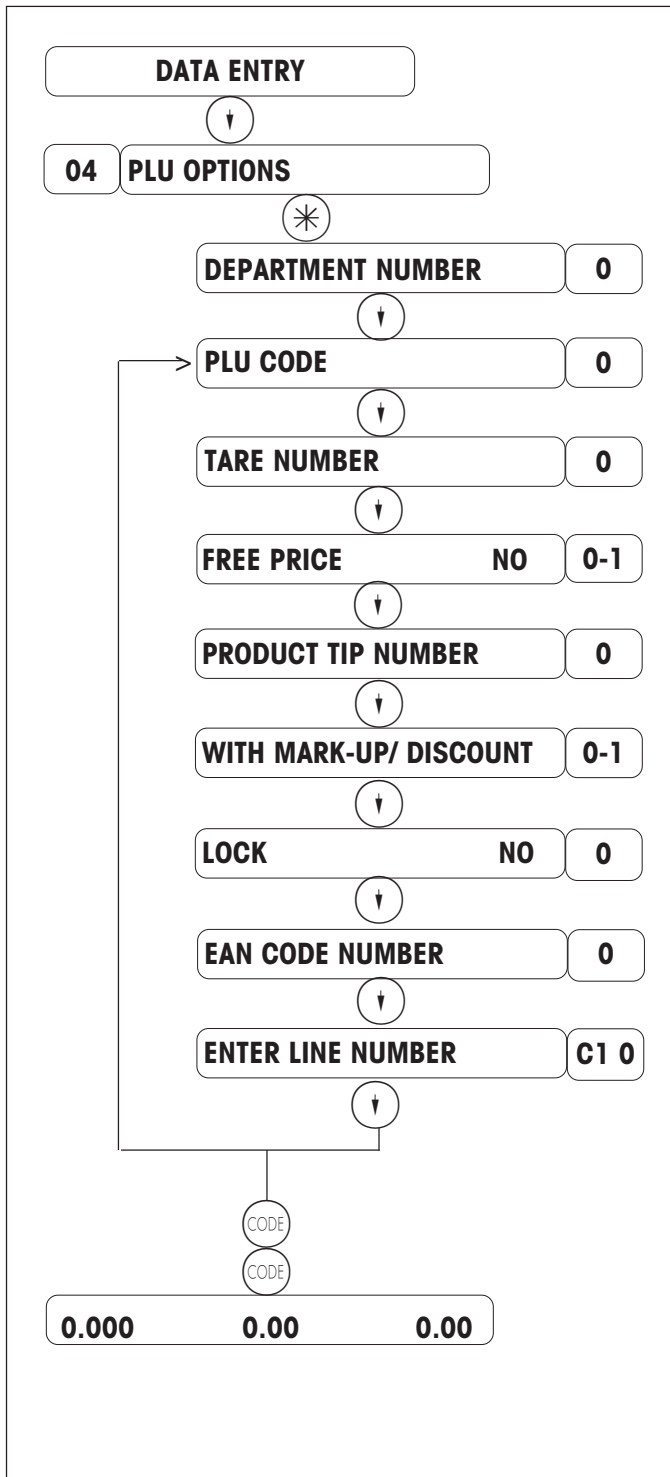 DATA ENTRY
04 PLU OPTIONS
DEPARTMENT NUMBER 0
PLU CODE 0
TARE NUMBER 0
FREE PRICE NO 0-1
PRODUCT TIP NUMBER 0
WITH MARK-UP/ DISCOUNT 0-1
LOCK NO 0
EAN CODE NUMBER 0
ENTER LINE NUMBER C1 0
CODE
CODE
0.000 0.00 0.00